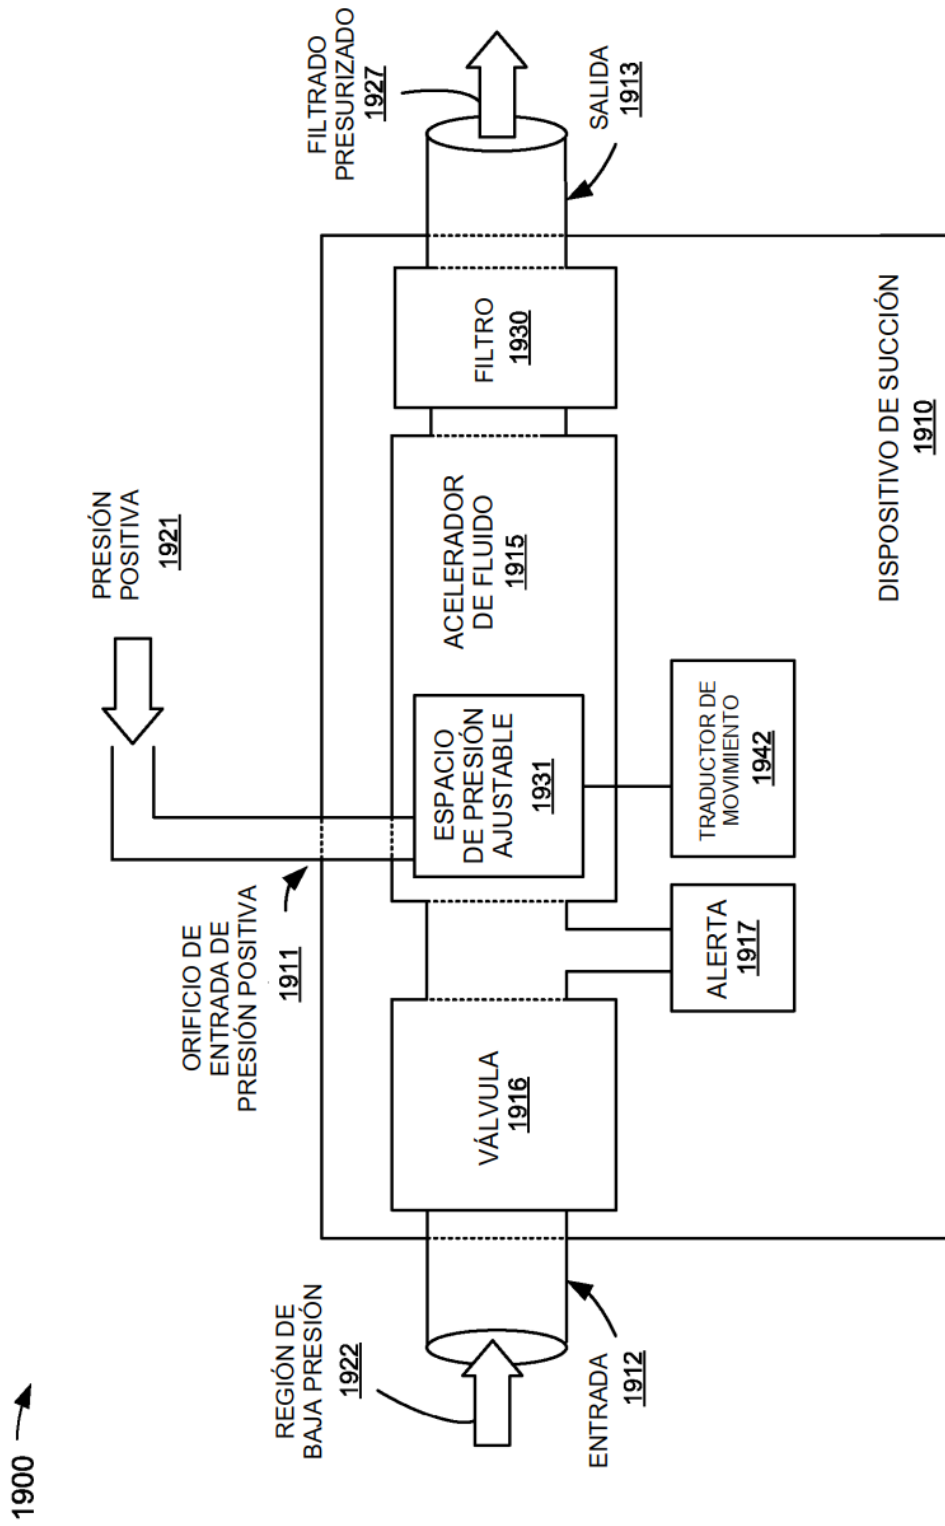 1900
PRESIÓN
POSITIVA
1921
ORIFICIO DE
ENTRADA DE
PRESIÓN POSITIVA
1911
FILTRADO
PRESURIZADO
1927
REGIÓN DE
BAJA PRESIÓN
1922
VÁLVULA
1916
ESPACIO
DE PRESIÓN
AJUSTABLE
1931
ACELERADOR
DE FLUIDO
1915
FILTRO
1930
SALIDA
1913
ENTRADA
1912
ALERTA
1917
TRADUCTOR DE
MOVIMIENTO
1942
DISPOSITIVO DE SUCCIÓN
1910